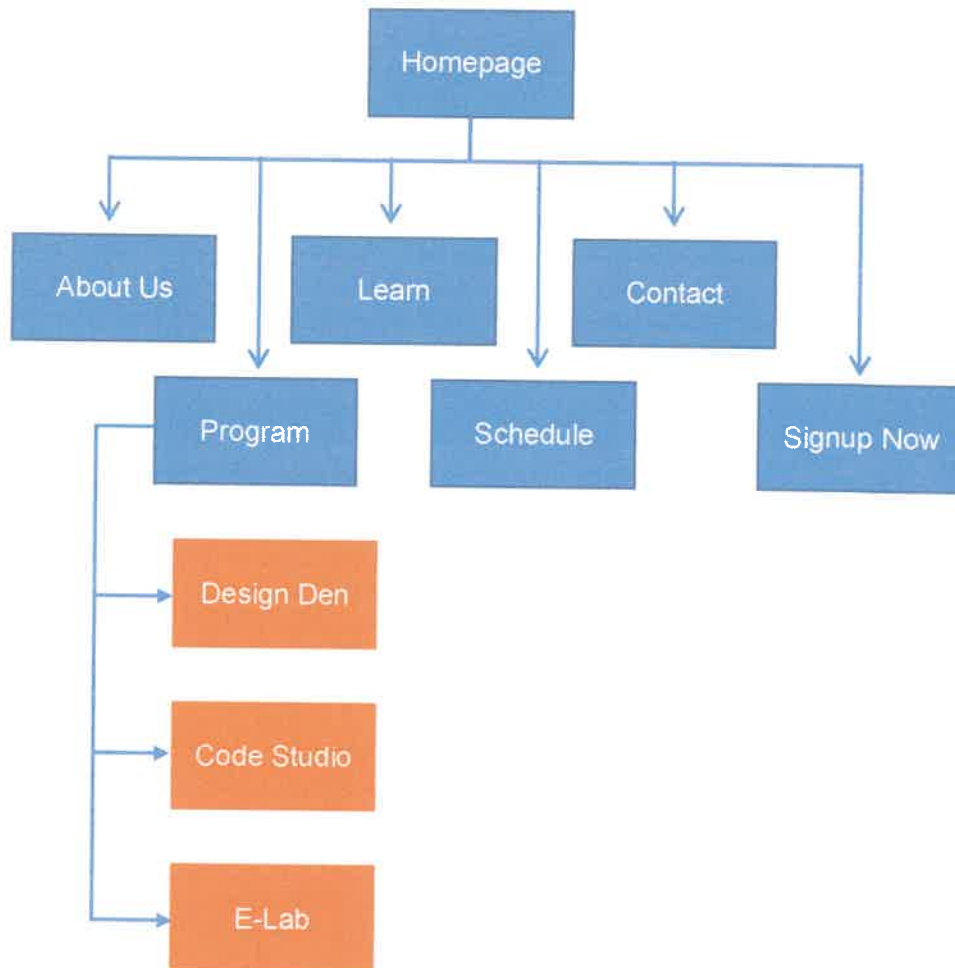 Homepage
About Us
Learn
Contact
Program
Schedule
Signup Now
Design Den
Code Studio
E-Lab